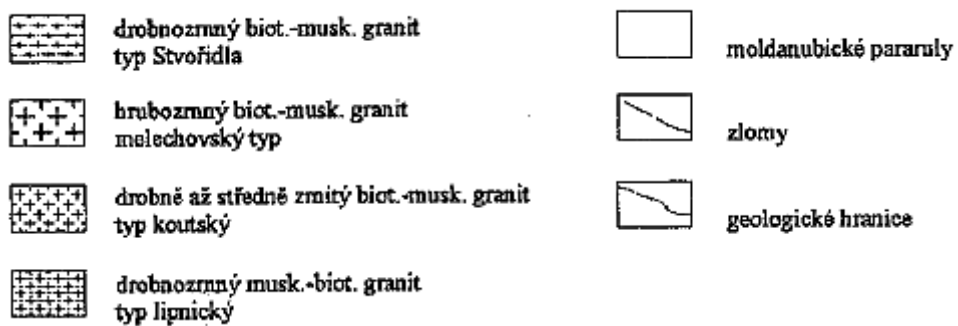 drobnozrnný biot.-musk. granit
typ Stvořidla
hrubozrnný biot.-musk. granit
melechovský typ
drobně až středně zrnitý biot.-musk. granit
typ koutský
drobnozrnný musk.-biot. granit
typ lipnický
moldanubické pararuly
zlomy
geologické hranice